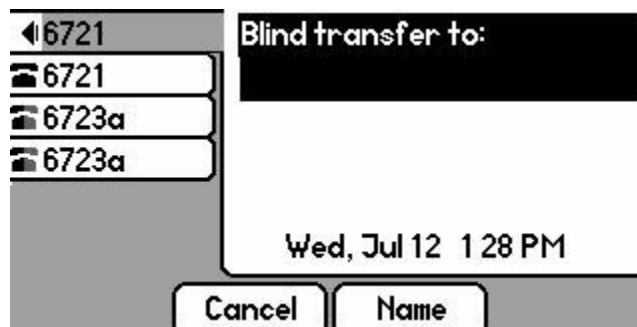 6721
Blind transfer to:
6721
6723a
6723a
Wed, Jul 12 1 28 PM
Cancel
Name